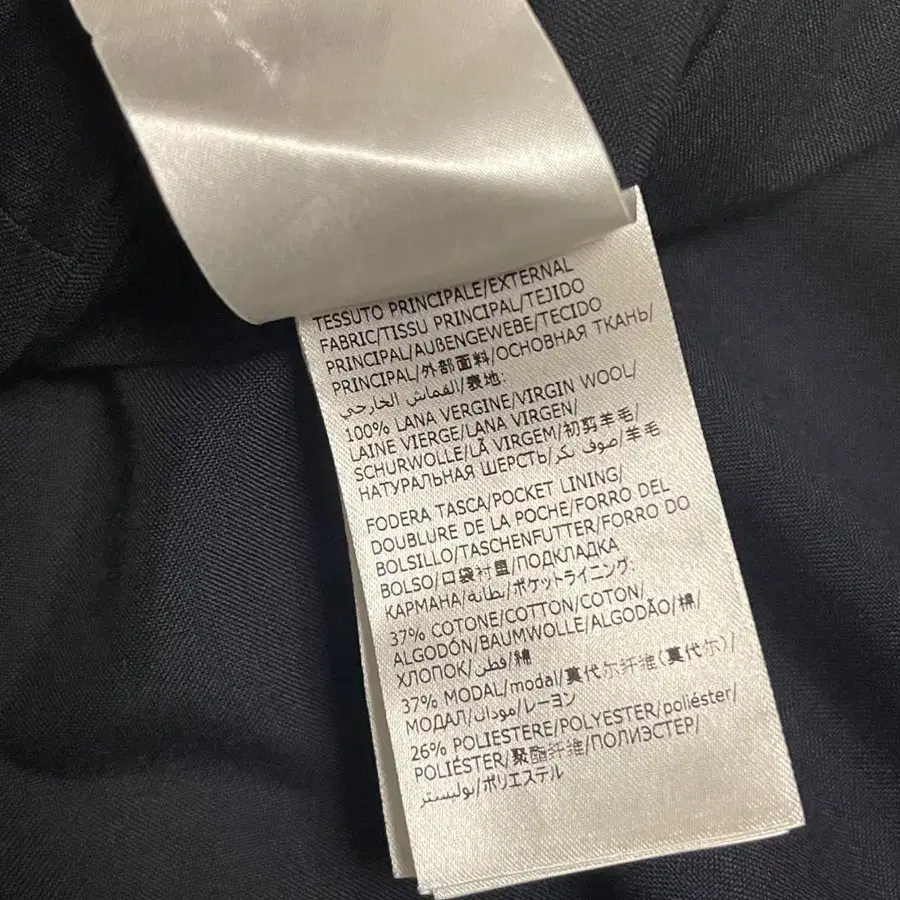 TESSUTO PRINCIPALE/EXTERNAL
FABRIC/TISSU PRINCIPAL/TEJIDO
PRINCIPAL/AUßENGEWEBE/TECIDO
PRINCIPAL/外部面料/ОСНОВНАЯ ТКАНЬ/
القماش الخارجي/表地:
100% LANA VERGINE/VIRGIN WOOL/
LAINE VIERGE/LANA VIRGEN/
SCHURWOLLE/LÃ VIRGEM/初剪羊毛/
НАТУРАЛЬНАЯ ШЕРСТЬ/صوف بكر/羊毛
FODERA TASCA/POCKET LINING/
DOUBLURE DE LA POCHE/FORRO DEL
BOLSILLO/TASCHENFUTTER/FORRO DO
BOLSO/口袋衬里/ПОДКЛАДКА
КАРМАНА/بطانه/ポケットライニング:
37% COTONE/COTTON/COTON/
ALGODÓN/BAUMWOLLE/ALGODÃO/棉/
ХЛОПОК/قطن/綿
37% MODAL/modal/莫代尔纤维(莫代尔)/
МОДАЛ/مودال/レーヨン
26% POLIESTERE/POLYESTER/poliéster/
POLIÉSTER/聚酯纤维/ПОЛИЭСТЕР/
بوليستر/ポリエステル